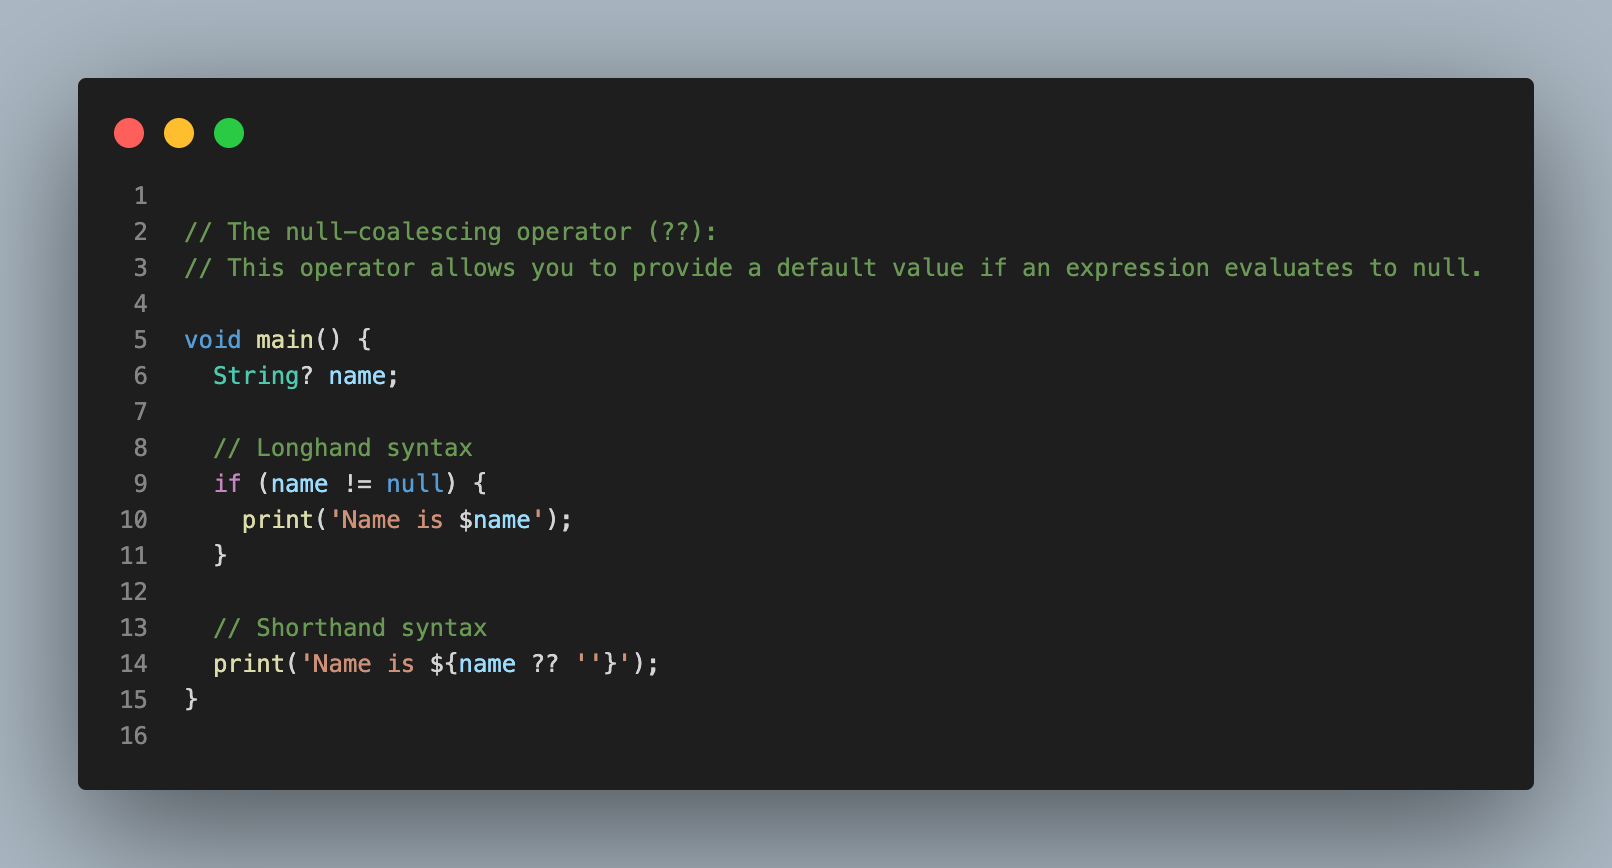 1
2 // The null-coalescing operator (??):
3 // This operator allows you to provide a default value if an expression evaluates to null.
4
5 void main() {
6   String? name;
7
8   // Longhand syntax
9   if (name != null) {
10     print('Name is $name');
11   }
12
13   // Shorthand syntax
14   print('Name is ${name ?? ''}');
15 }
16